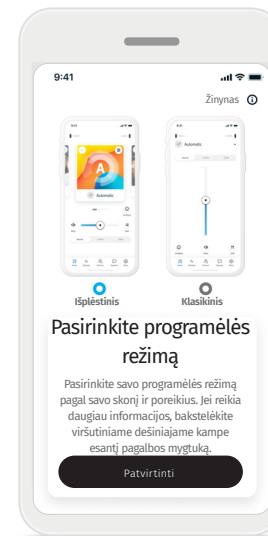 9:41
Žinynas
A
Automatic
Automatic
Išplėstinis
Klasikinis
Pasirinkite programėlės
režimą
Pasirinkite savo programėlės režimą
pagal savo skonį ir poreikius. Jei reikia
daugiau informacijos, bakstelėkite
viršutiniame dešiniajame kampe
esantį pagalbos mygtuką.
Patvirtinti